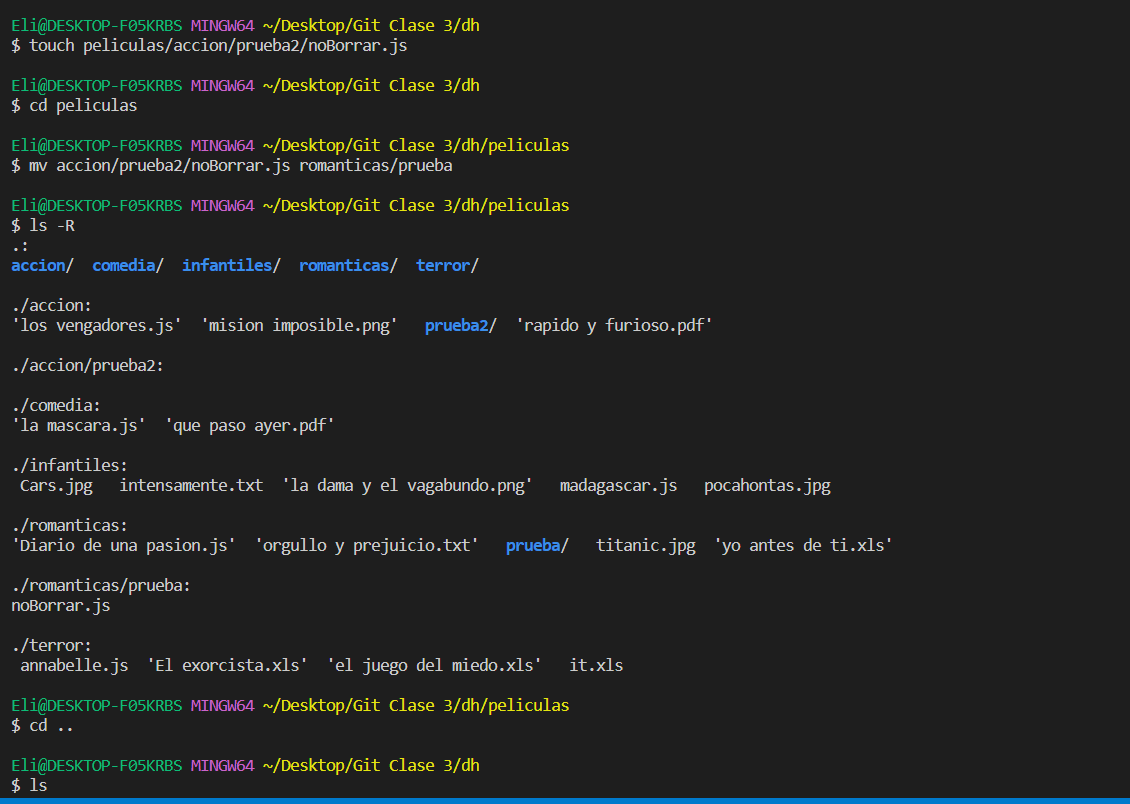 Eli@DESKTOP-F05KRBS MINGW64 ~/Desktop/Git Clase 3/dh
$ touch peliculas/accion/prueba2/noBorrar.js
Eli@DESKTOP-F05KRBS MINGW64 ~/Desktop/Git Clase 3/dh
$ cd peliculas
Eli@DESKTOP-F05KRBS MINGW64 ~/Desktop/Git Clase 3/dh/peliculas
$ mv accion/prueba2/noBorrar.js romanticas/prueba
Eli@DESKTOP-F05KRBS MINGW64 ~/Desktop/Git Clase 3/dh/peliculas
$ ls -R
.:
accion/  comedia/  infantiles/  romanticas/  terror/
./accion:
'los vengadores.js'  'mision imposible.png'   prueba2/  'rapido y furioso.pdf'
./accion/prueba2:
./comedia:
'la mascara.js'  'que paso ayer.pdf'
./infantiles:
 Cars.jpg   intensamente.txt  'la dama y el vagabundo.png'   madagascar.js   pocahontas.jpg
./romanticas:
'Diario de una pasion.js'  'orgullo y prejuicio.txt'   prueba/   titanic.jpg  'yo antes de ti.xls'
./romanticas/prueba:
noBorrar.js
./terror:
 annabelle.js  'El exorcista.xls'  'el juego del miedo.xls'   it.xls
Eli@DESKTOP-F05KRBS MINGW64 ~/Desktop/Git Clase 3/dh/peliculas
$ cd ..
Eli@DESKTOP-F05KRBS MINGW64 ~/Desktop/Git Clase 3/dh
$ ls